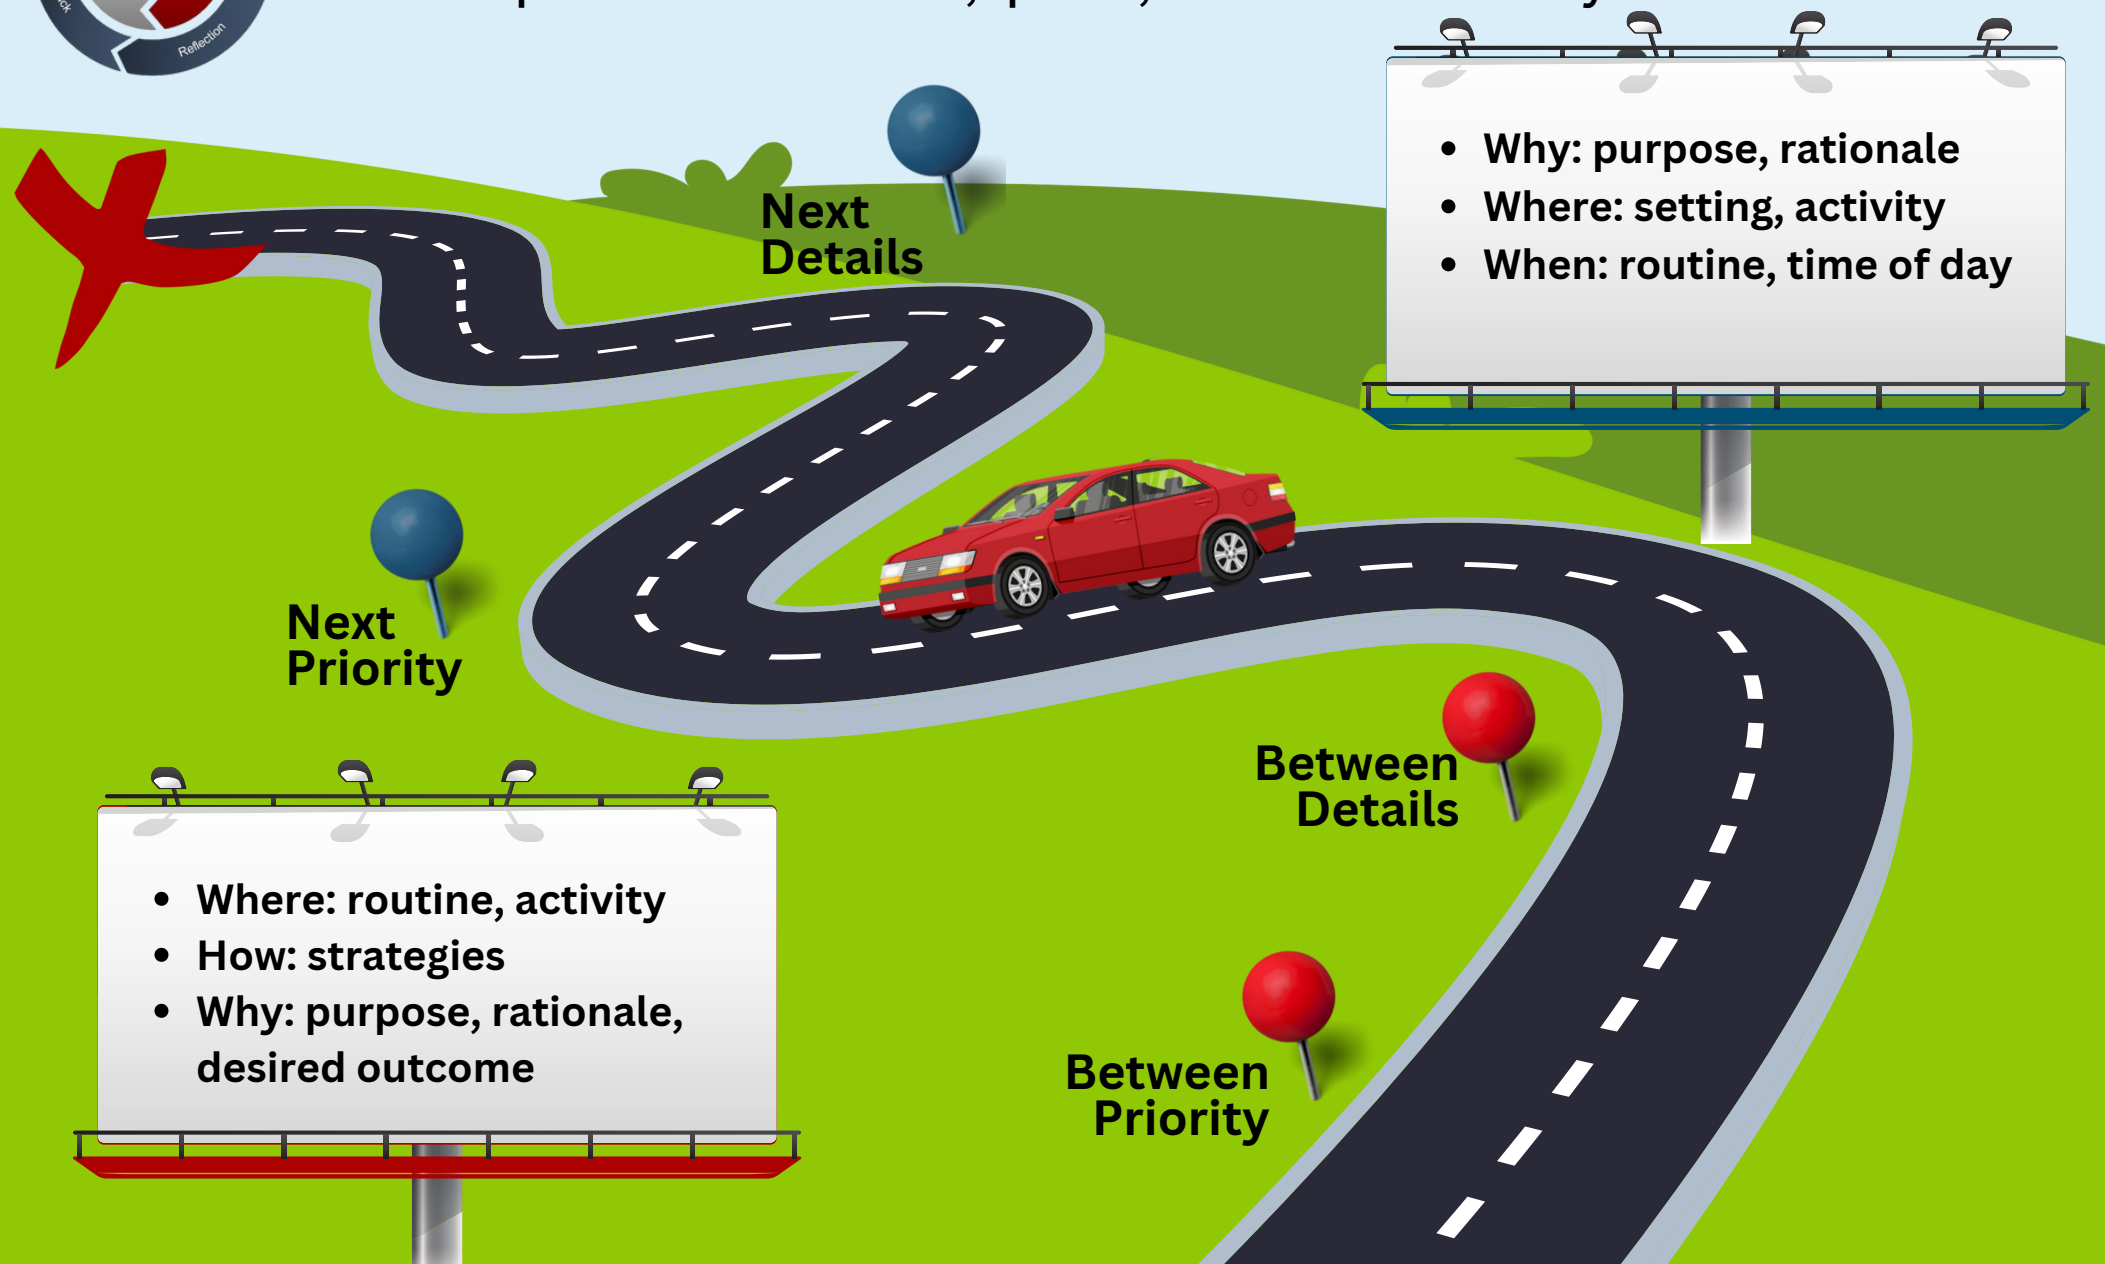 Reflection
Next
Details
• Why: purpose, rationale
• Where: setting, activity
• When: routine, time of day
Next
Priority
Between
Details
• Where: routine, activity
• How: strategies
• Why: purpose, rationale,
desired outcome
Between
Priority